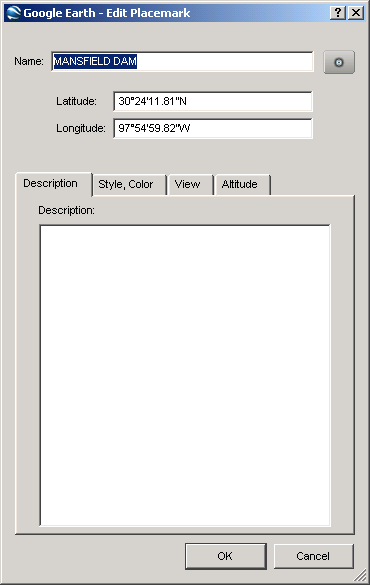 Google Earth - Edit Placemark
Name: MANSFIELD DAM
Latitude: 30°24'11.81"N
Longitude: 97°54'59.82"W
Description Style, Color View Altitude
Description:
OK Cancel